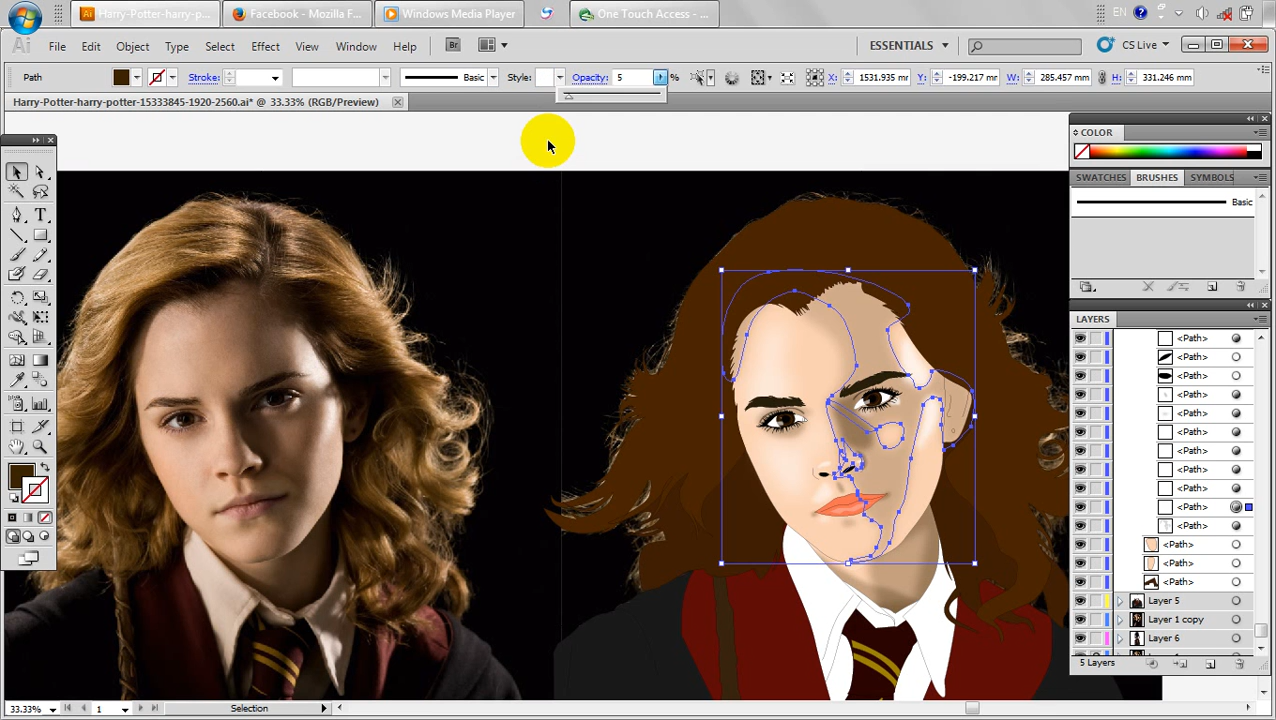 Harry-Potter-harry-p...
Facebook - Mozilla F...
Windows Media Player
One Touch Access - ...
EN
Ai
File Edit Object Type Select Effect View Window Help
Br
ESSENTIALS
CS Live
Path
Stroke:
Basic
Style:
Opacity: 5 %
X: 1531.935 mm
Y: -199.217 mm
W: 285.457 mm
H: 331.246 mm
Harry-Potter-harry-potter-15333845-1920-2560.ai* @ 33.33% (RGB/Preview)
COLOR
SWATCHES BRUSHES SYMBOLS
Basic
LAYERS
<Path>
<Path>
<Path>
<Path>
<Path>
<Path>
<Path>
<Path>
<Path>
<Path>
<Path>
<Path>
<Path>
<Path>
Layer 5
Layer 1 copy
Layer 6
5 Layers
33.33%
1
Selection